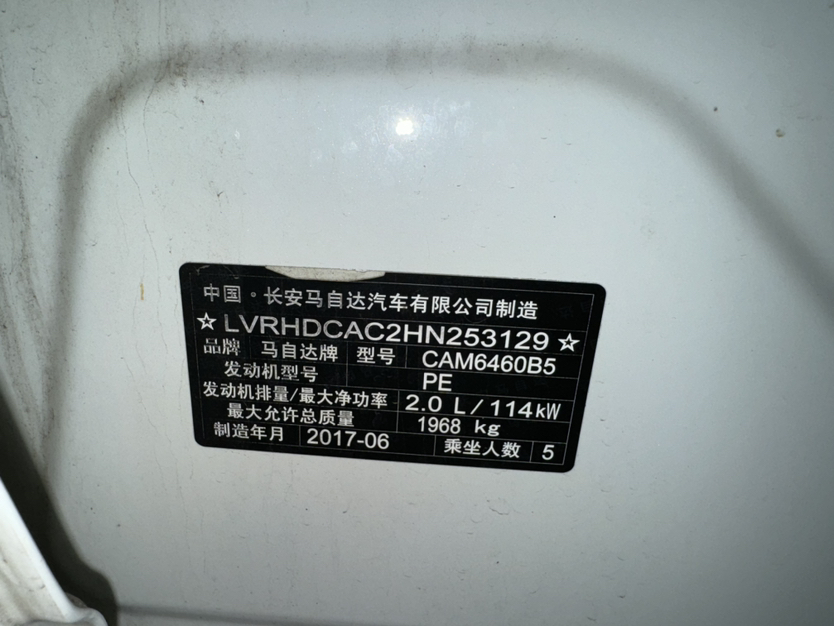 中国·长安马自达汽车有限公司制造
☆LVRHDCAC2HN253129☆
品牌 马自达牌 型号 CAM6460B5
发动机型号 PE
发动机排量/最大净功率 2.0 L/114kW
最大允许总质量 1968 kg
制造年月 2017-06 乘坐人数 5